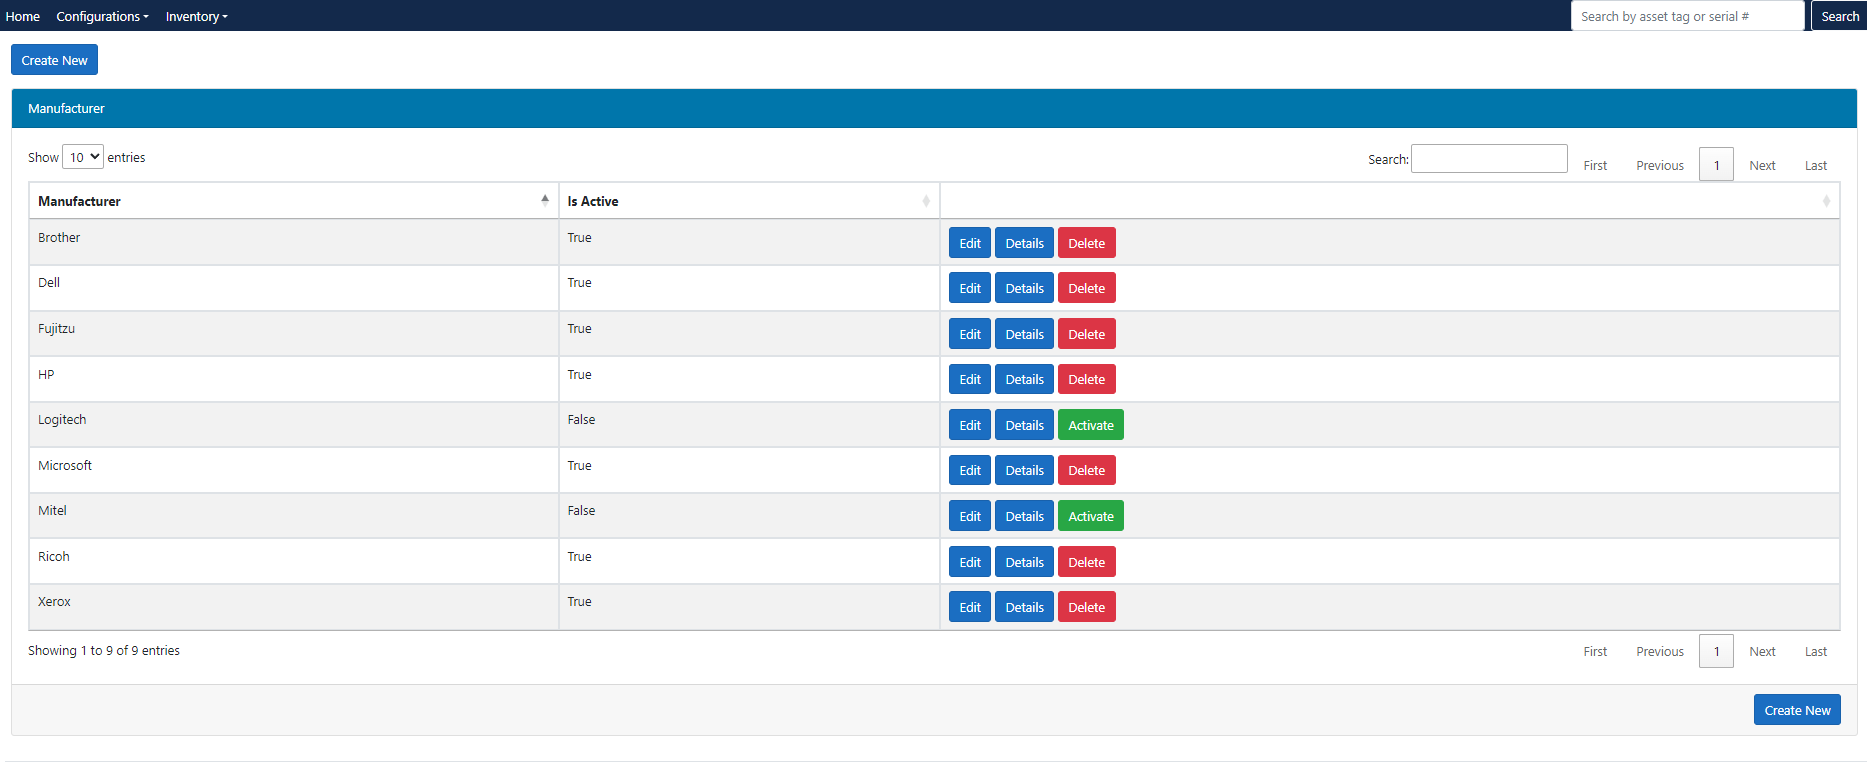 Home Configurations Inventory Search by asset tag or serial # Search
Create New
Manufacturer
Show 10 entries Search: First Previous 1 Next Last
Manufacturer Is Active
Brother True Edit Details Delete
Dell True Edit Details Delete
Fujitzu True Edit Details Delete
HP True Edit Details Delete
Logitech False Edit Details Activate
Microsoft True Edit Details Delete
Mitel False Edit Details Activate
Ricoh True Edit Details Delete
Xerox True Edit Details Delete
Showing 1 to 9 of 9 entries First Previous 1 Next Last
Create New